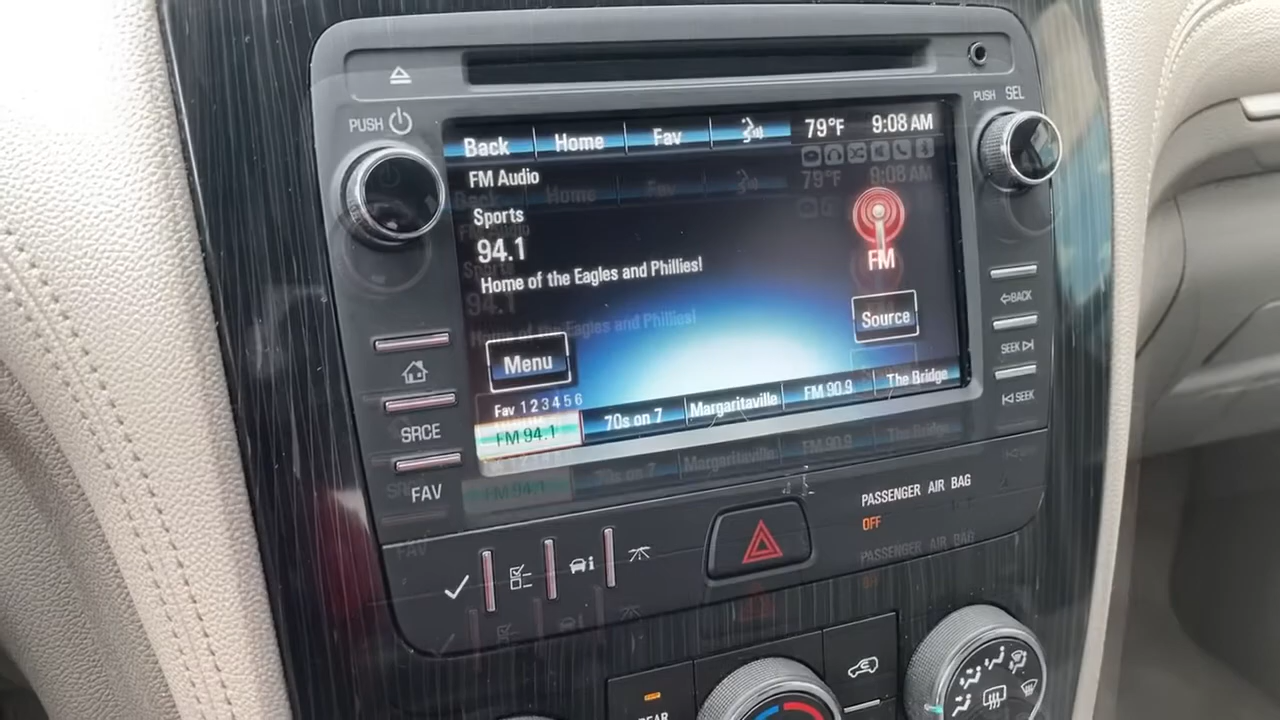 PUSH
PUSH SEL
Back Home Fav 79°F 9:08 AM
FM Audio
Sports
94.1
Home of the Eagles and Phillies!
FM
Source
Menu
Fav 1 2 3 4 5 6
FM 94.1 70s on 7 Margaritaville FM 90.9 The Bridge
BACK
SEEK
SEEK
SRCE
FAV
PASSENGER AIR BAG
OFF
REAR